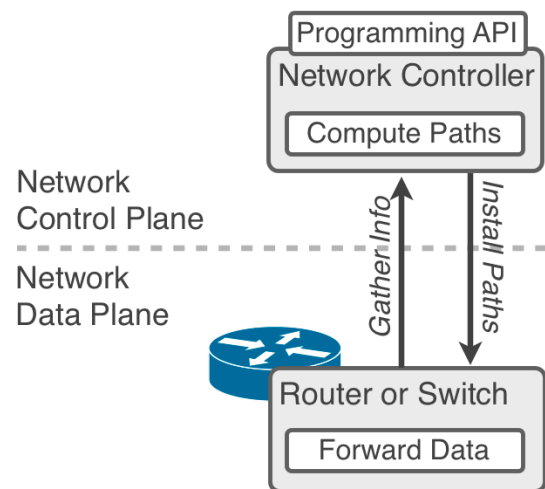 Programming API
Network Controller
Compute Paths
Network
Control Plane
Gather Info
Install Paths
Network
Data Plane
Router or Switch
Forward Data